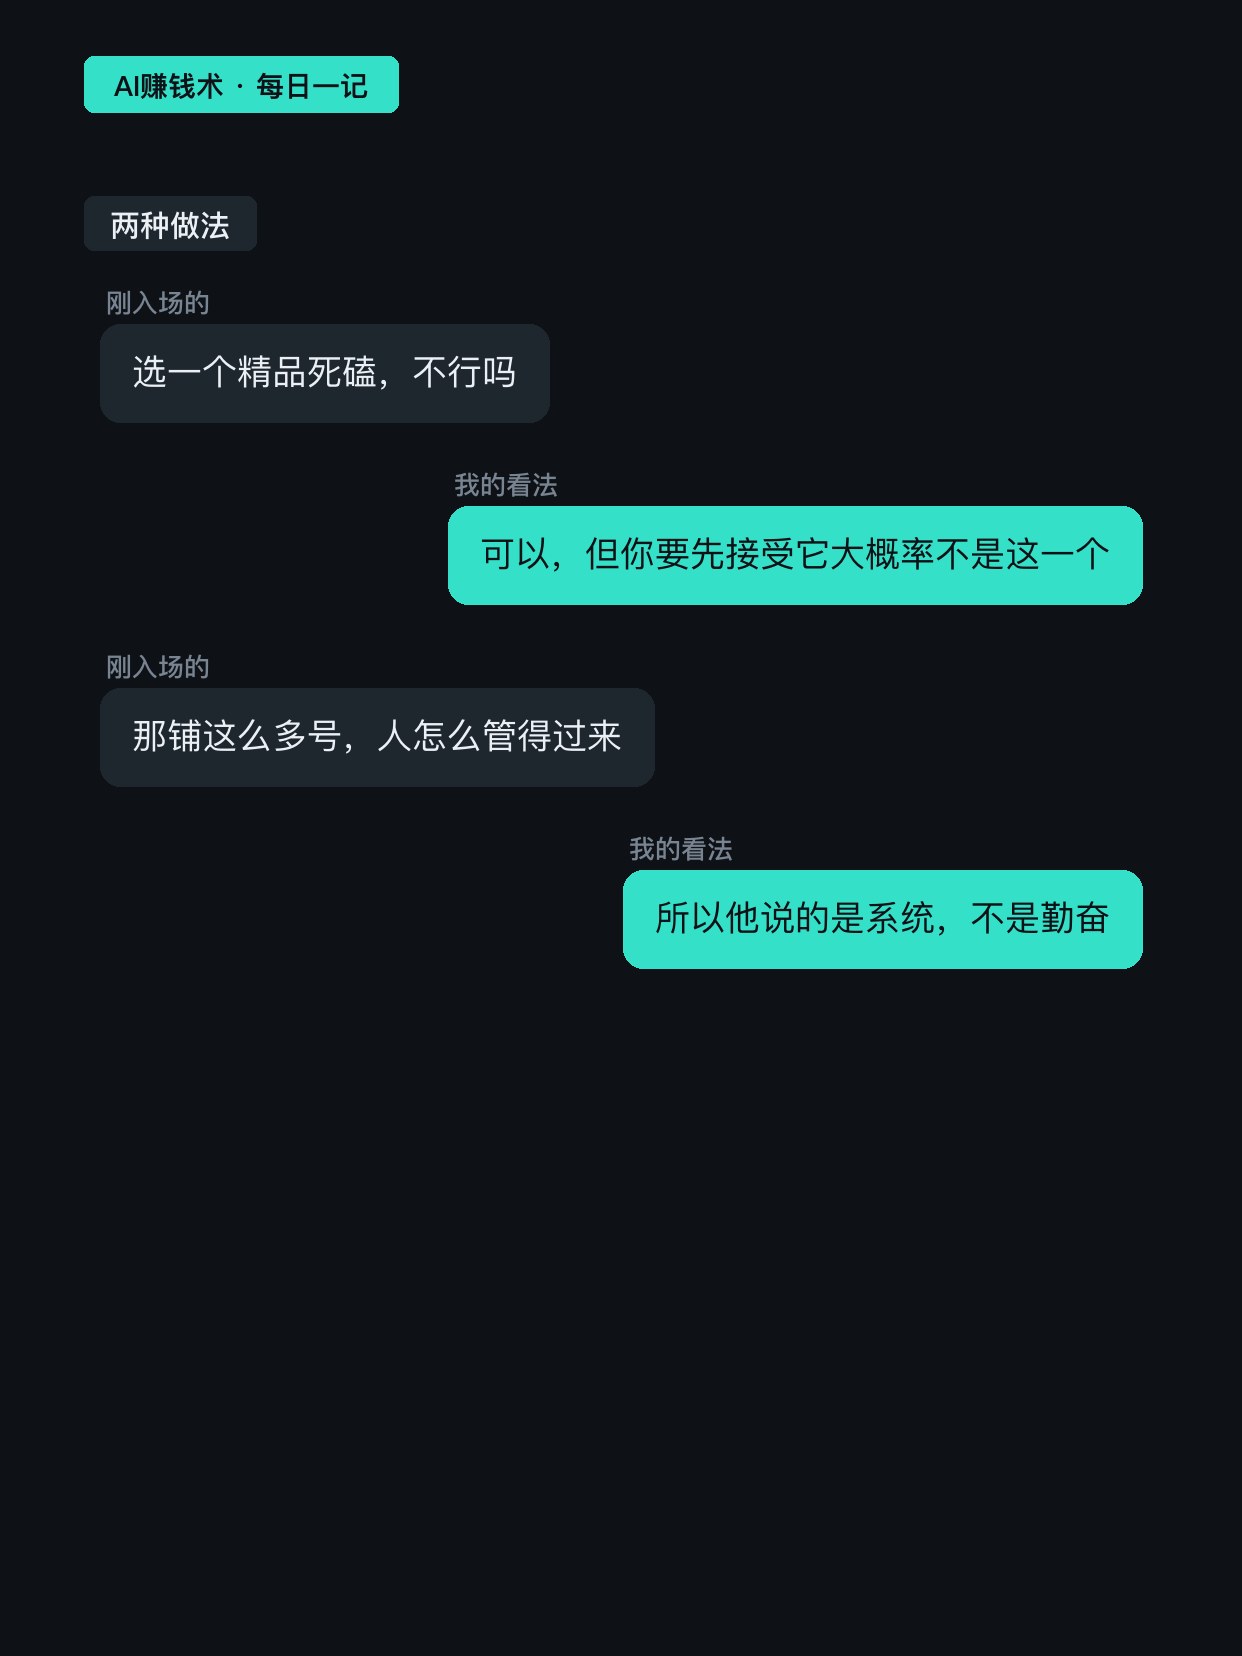 AI赚钱术 · 每日一记
两种做法
刚入场的
选一个精品死磕，不行吗
我的看法
可以，但你要先接受它大概率不是这一个
刚入场的
那铺这么多号，人怎么管得过来
我的看法
所以他说的是系统，不是勤奋